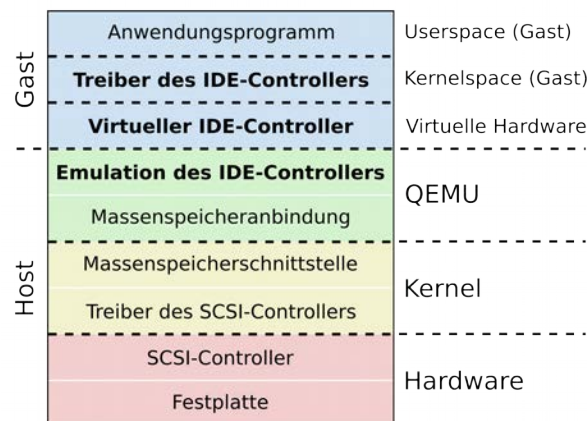 Gast
Anwendungsprogramm
Userspace (Gast)
Treiber des IDE-Controllers
Kernelspace (Gast)
Virtueller IDE-Controller
Virtuelle Hardware
Host
Emulation des IDE-Controllers
QEMU
Massenspeicheranbindung
Massenspeicherschnittstelle
Kernel
Treiber des SCSI-Controllers
SCSI-Controller
Hardware
Festplatte